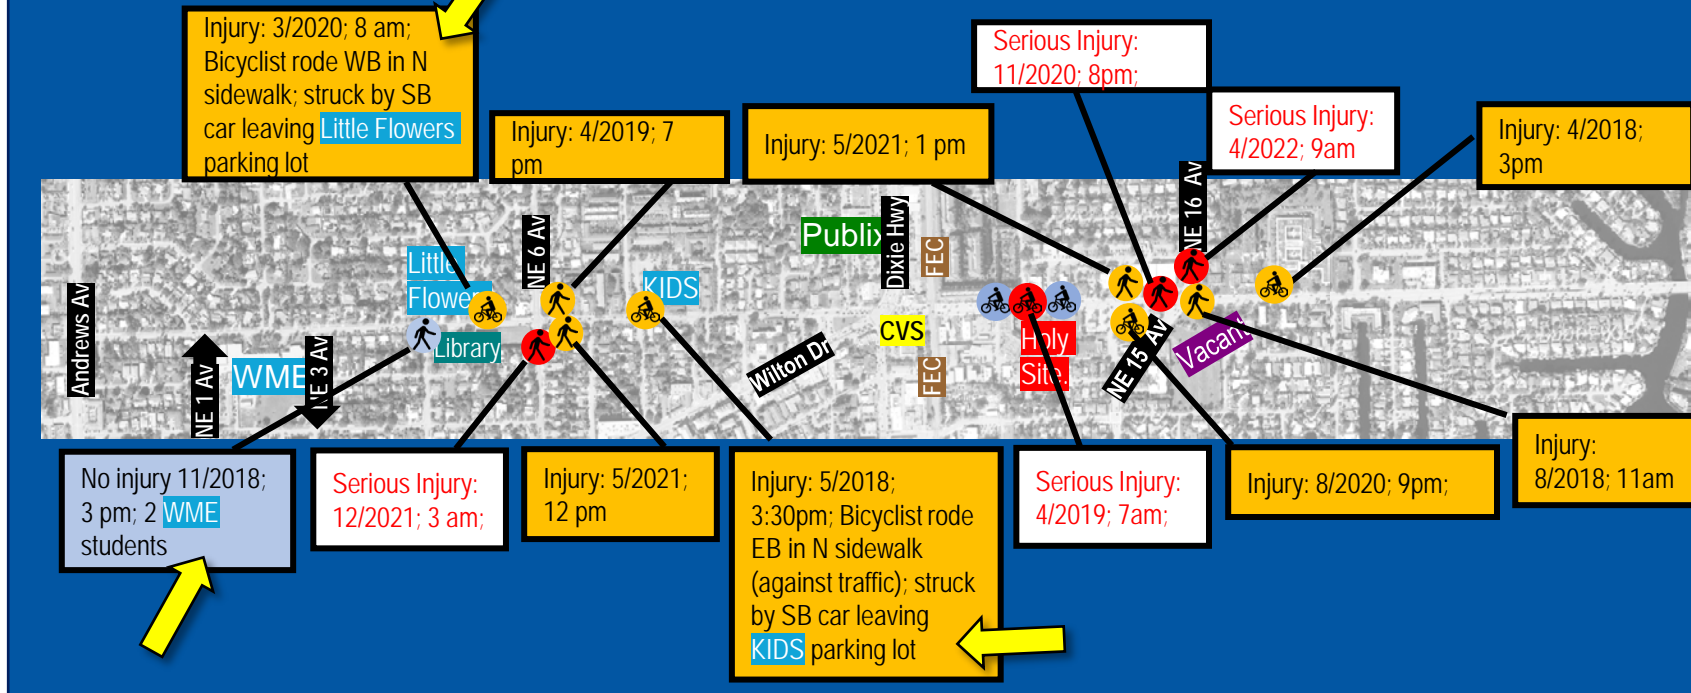 Injury: 3/2020; 8 am;
Bicyclist rode WB in N
sidewalk; struck by SB
car leaving Little Flowers
parking lot
Injury: 4/2019; 7
pm
Injury: 5/2021; 1 pm
Serious Injury:
11/2020; 8pm;
Serious Injury:
4/2022; 9am
Injury: 4/2018;
3pm
Andrews Av
NE 1 Av
WME
NE 3 Av
Little
Flower
Library
NE 6 Av
KIDS
Wilton Dr
Publix
Dixie Hwy
FEC
CVS
FEC
Holy
Site.
NE 15 Av
NE 16 Av
Vacant
No injury 11/2018;
3 pm; 2 WME
students
Serious Injury:
12/2021; 3 am;
Injury: 5/2021;
12 pm
Injury: 5/2018;
3:30pm; Bicyclist rode
EB in N sidewalk
(against traffic); struck
by SB car leaving
KIDS parking lot
Serious Injury:
4/2019; 7am;
Injury: 8/2020; 9pm;
Injury:
8/2018; 11am